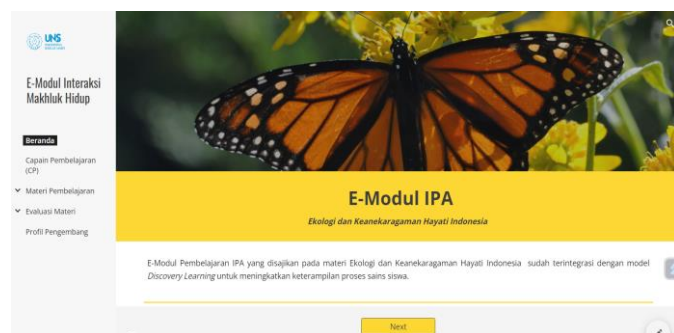 UNS
E-Modul Interaksi
Makhluk Hidup
Beranda
Capain Pembelajaran
(CP)
Materi Pembelajaran
Evaluasi Materi
Profil Pengembang
E-Modul IPA
Ekologi dan Keanekaragaman Hayati Indonesia
E-Modul Pembelajaran IPA yang disajikan pada materi Ekologi dan Keanekaragaman Hayati Indonesia sudah terintegrasi dengan model
Discovery Learning untuk meningkatkan keterampilan proses sains siswa.
Next